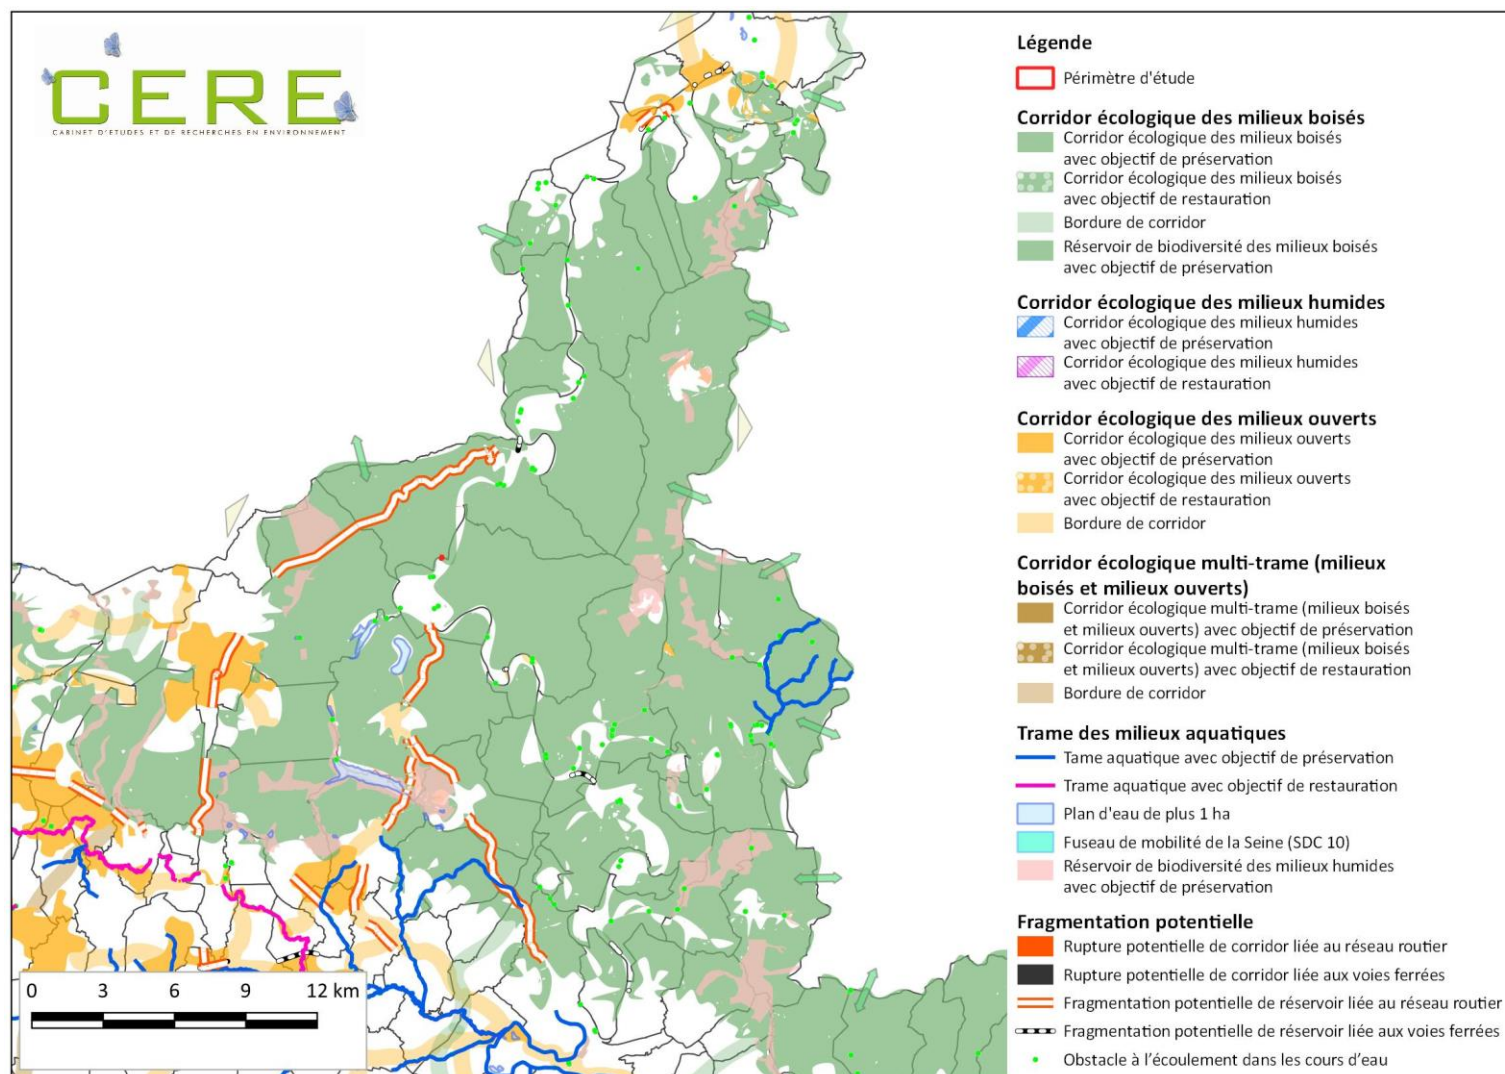 CERE
CABINET D'ETUDES ET DE RECHERCHES EN ENVIRONNEMENT
0 3 6 9 12 km
Légende
Périmètre d'étude
Corridor écologique des milieux boisés
Corridor écologique des milieux boisés
avec objectif de préservation
Corridor écologique des milieux boisés
avec objectif de restauration
Bordure de corridor
Réservoir de biodiversité des milieux boisés
avec objectif de préservation
Corridor écologique des milieux humides
Corridor écologique des milieux humides
avec objectif de préservation
Corridor écologique des milieux humides
avec objectif de restauration
Corridor écologique des milieux ouverts
Corridor écologique des milieux ouverts
avec objectif de préservation
Corridor écologique des milieux ouverts
avec objectif de restauration
Bordure de corridor
Corridor écologique multi-trame (milieux
boisés et milieux ouverts)
Corridor écologique multi-trame (milieux boisés
et milieux ouverts) avec objectif de préservation
Corridor écologique multi-trame (milieux boisés
et milieux ouverts) avec objectif de restauration
Bordure de corridor
Trame des milieux aquatiques
Tame aquatique avec objectif de préservation
Trame aquatique avec objectif de restauration
Plan d'eau de plus 1 ha
Fuseau de mobilité de la Seine (SDC 10)
Réservoir de biodiversité des milieux humides
avec objectif de préservation
Fragmentation potentielle
Rupture potentielle de corridor liée au réseau routier
Rupture potentielle de corridor liée aux voies ferrées
Fragmentation potentielle de réservoir liée au réseau routier
Fragmentation potentielle de réservoir liée aux voies ferrées
Obstacle à l'écoulement dans les cours d'eau